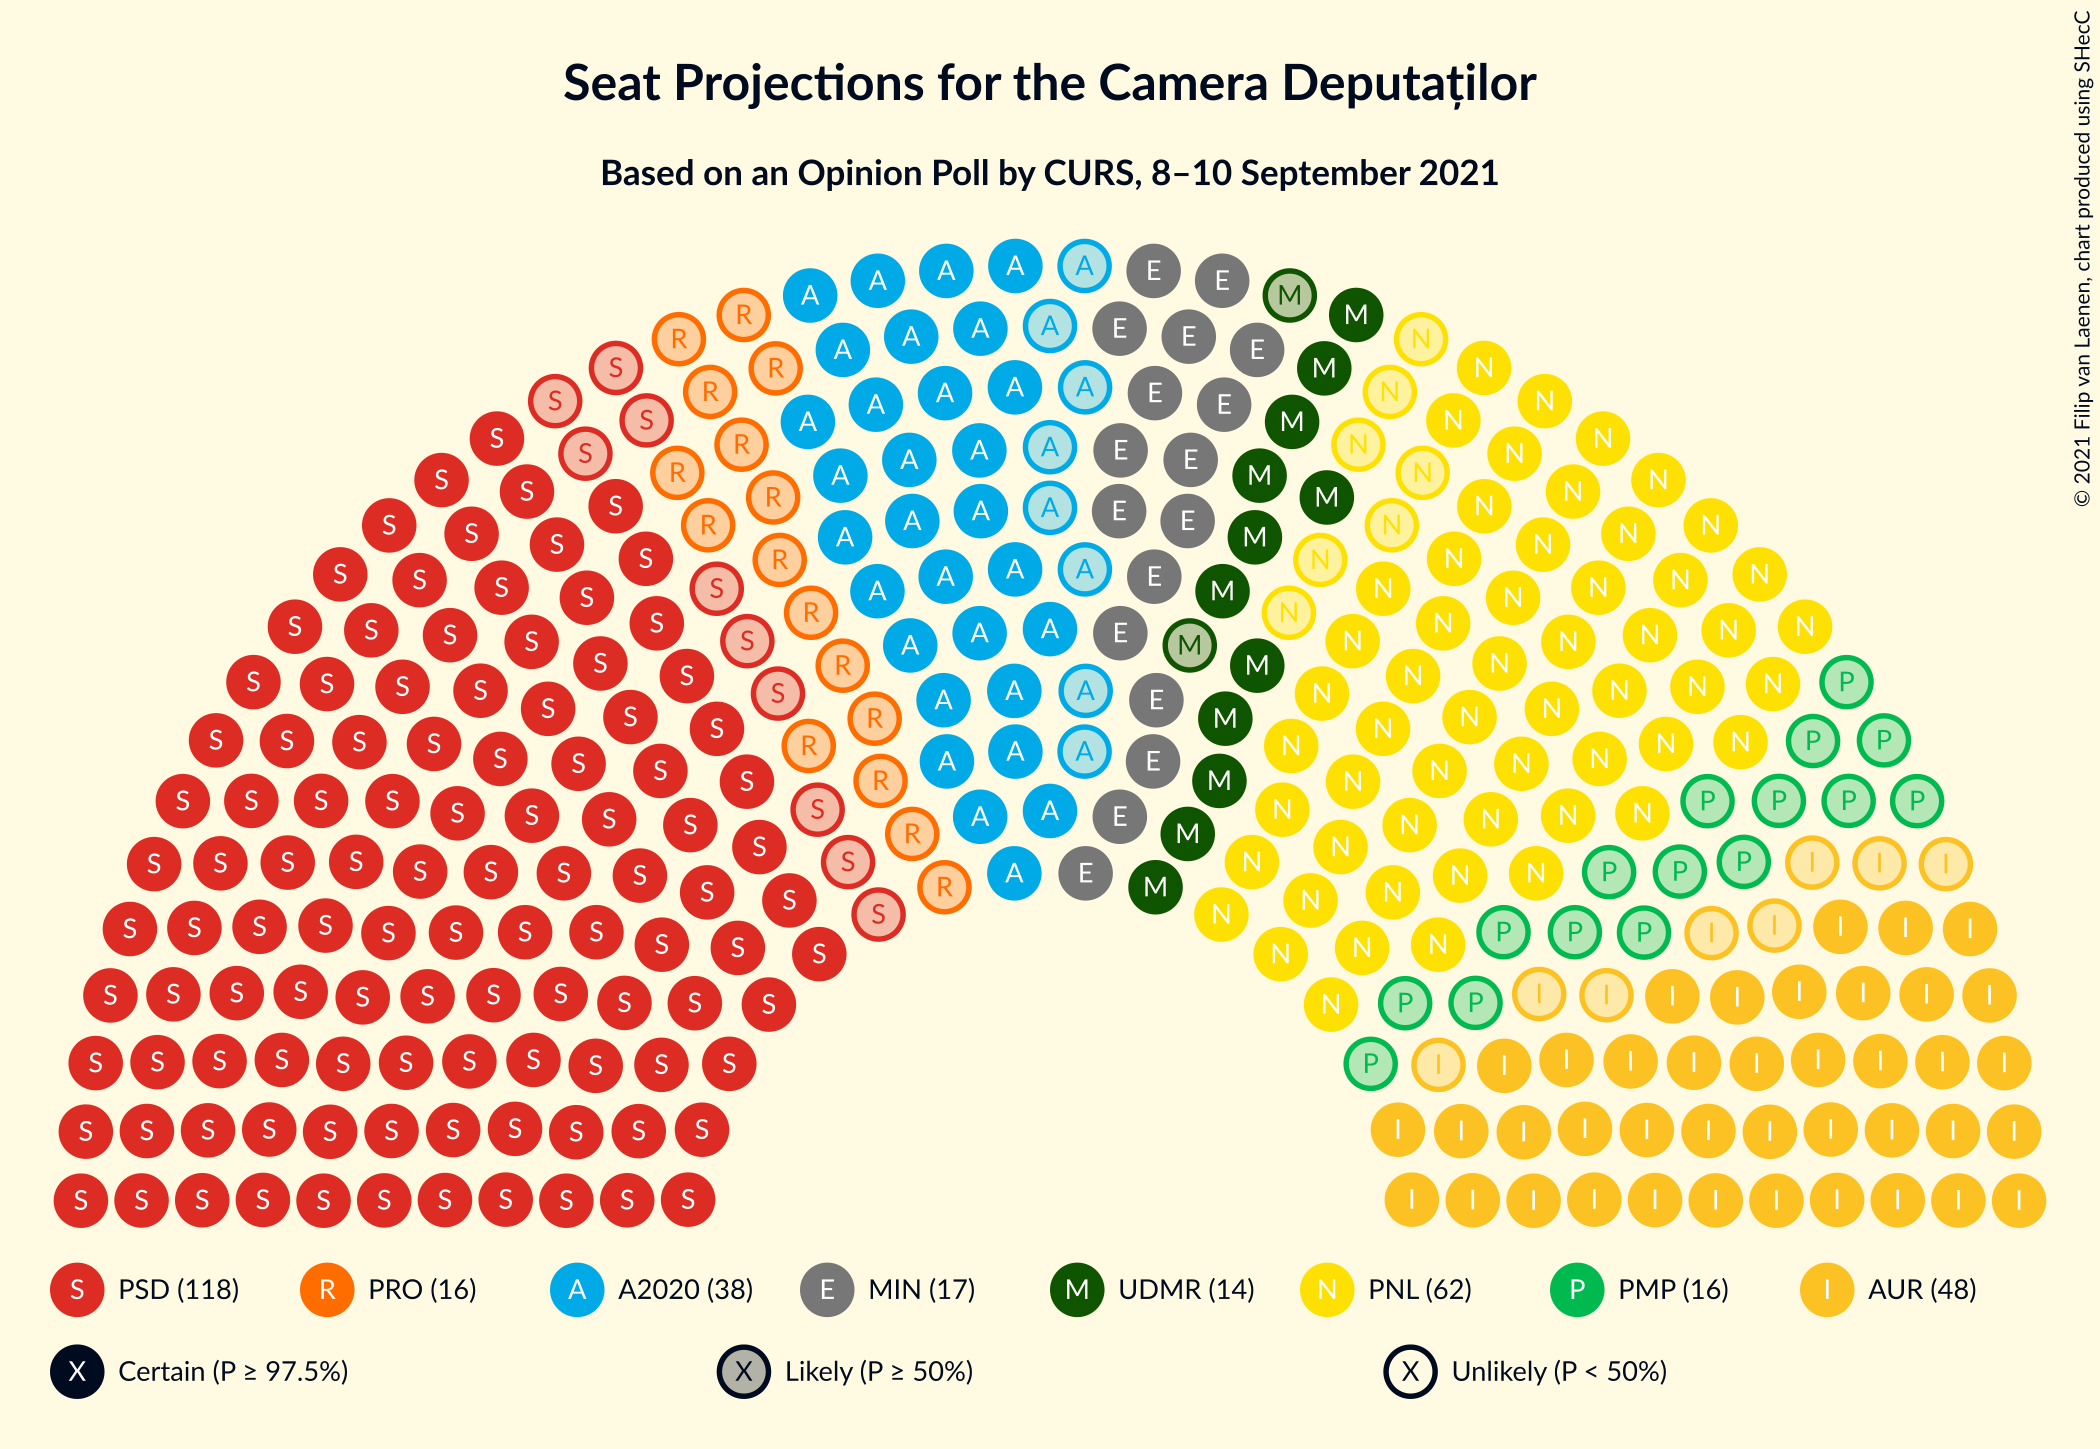 Seat Projections for the Camera Deputaților
Based on an Opinion Poll by CURS, 8–10 September 2021
© 2021 Filip van Laenen, chart produced using SHecC
S PSD (118) R PRO (16) A A2020 (38) E MIN (17) M UDMR (14) N PNL (62) P PMP (16) I AUR (48)
X Certain (P ≥ 97.5%) X Likely (P ≥ 50%) X Unlikely (P < 50%)